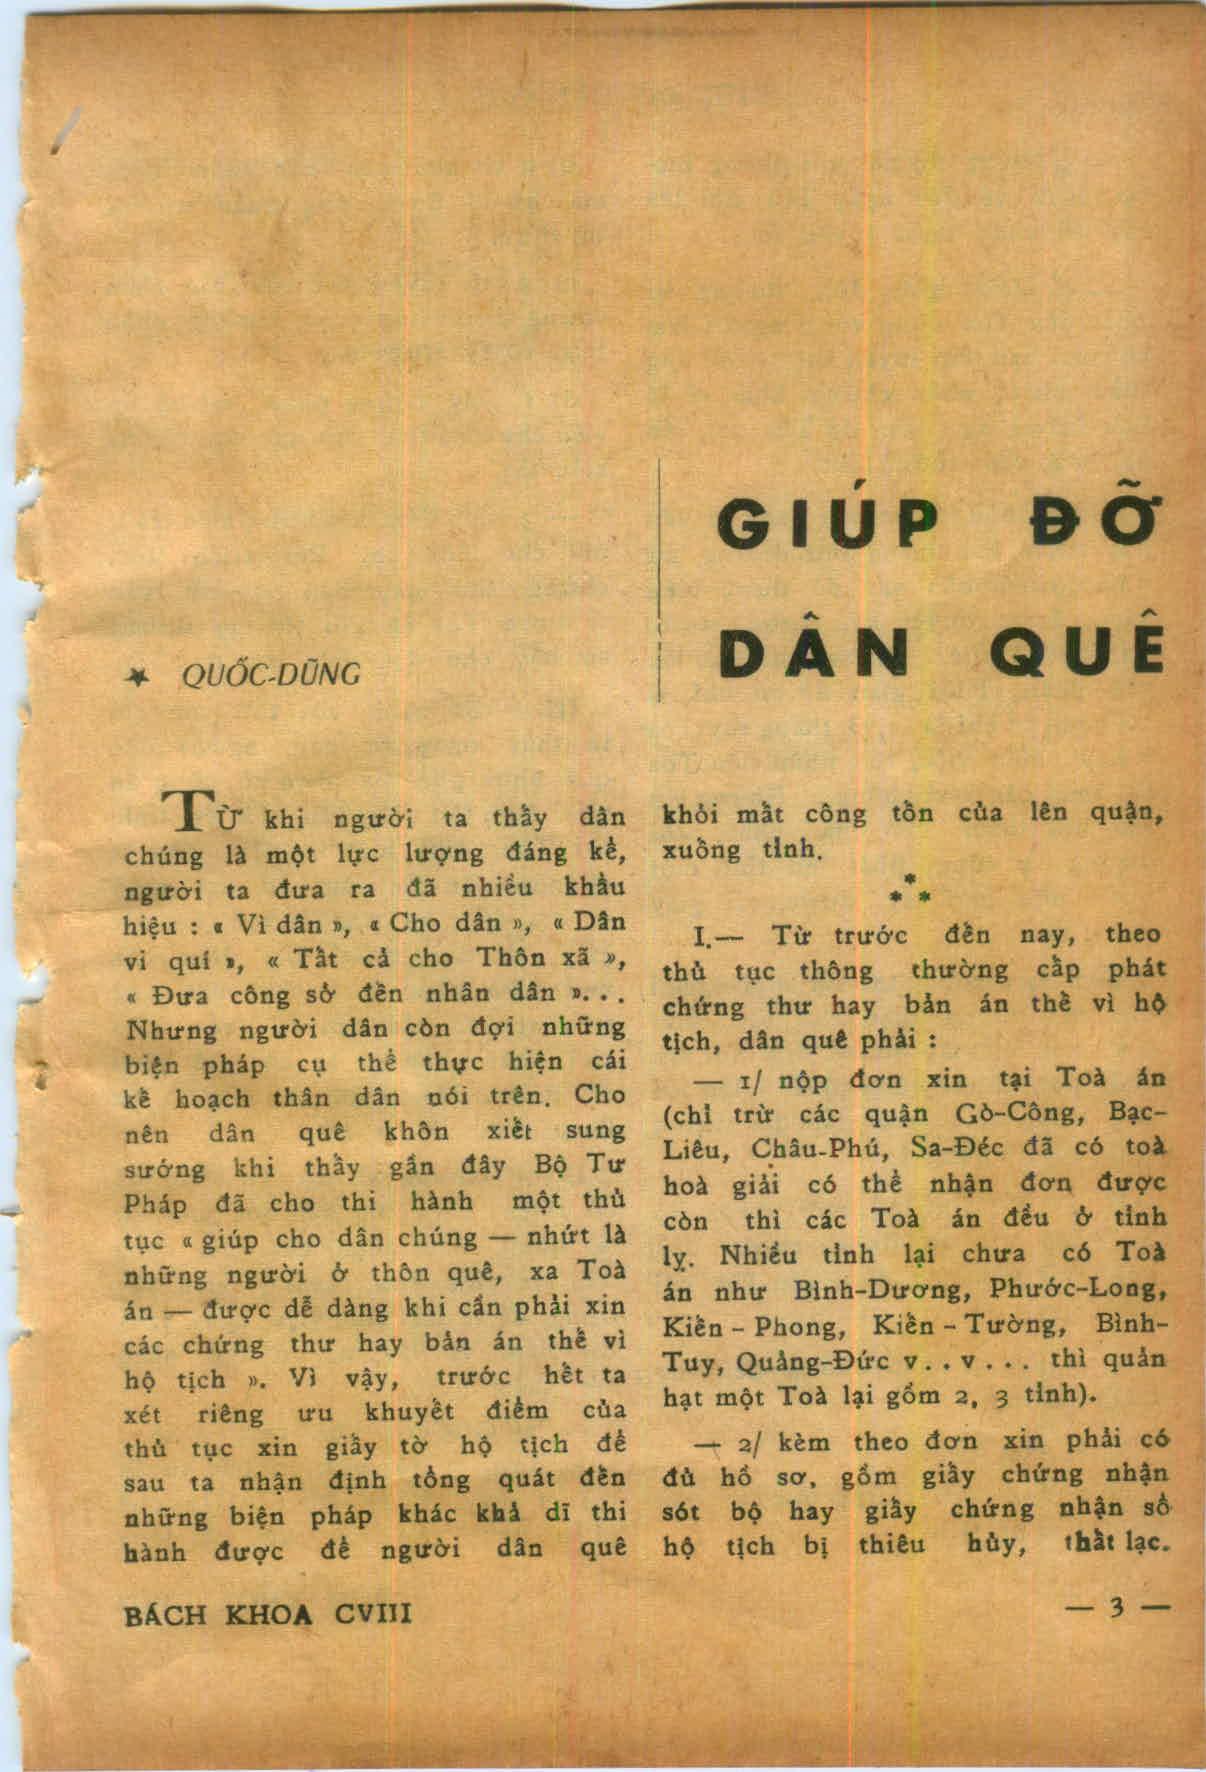 GIÚP ĐỠ
DÂN QUÊ
★ QUỐC-DŨNG
TỪ khi người ta thấy dân
chúng là một lực lượng đáng kể,
người ta đưa ra đã nhiều khẩu
hiệu : « Vì dân », « Cho dân », « Dân
vi quí », « Tất cả cho Thôn xã »,
« Đưa công sở đến nhân dân »...
Nhưng người dân còn đợi những
biện pháp cụ thể thực hiện cái
kế hoạch thân dân nói trên. Cho
nên dân quê khôn xiết sung
sướng khi thấy gần đây Bộ Tư
Pháp đã cho thi hành một thủ
tục « giúp cho dân chúng — nhứt là
những người ở thôn quê, xa Toà
án — được dễ dàng khi cần phải xin
các chứng thư hay bản án thế vì
hộ tịch ». Vì vậy, trước hết ta
xét riêng ưu khuyết điểm của
thủ tục xin giấy tờ hộ tịch để
sau ta nhận định tổng quát đến
những biện pháp khác khả dĩ thi
hành được để người dân quê
khỏi mất công tốn của lên quận,
xuống tỉnh.
* * *
I.— Từ trước đến nay, theo
thủ tục thông thường cấp phát
chứng thư hay bản án thế vì hộ
tịch, dân quê phải :
— 1/ nộp đơn xin tại Toà án
(chỉ trừ các quận Gò-Công, Bạc-
Liêu, Châu-Phú, Sa-Đéc đã có toà
hoà giải có thể nhận đơn được
còn thì các Toà án đều ở tỉnh
lỵ. Nhiều tỉnh lại chưa có Toà
án như Bình-Dương, Phước-Long,
Kiến - Phong, Kiến - Tường, Bình-
Tuy, Quảng-Đức v..v... thì quản
hạt một Toà lại gồm 2, 3 tỉnh).
— 2/ kèm theo đơn xin phải có
đủ hồ sơ, gồm giấy chứng nhận
sót bộ hay giấy chứng nhận sổ
hộ tịch bị thiêu hủy, thất lạc.
BÁCH KHOA CVIII
— 3 —